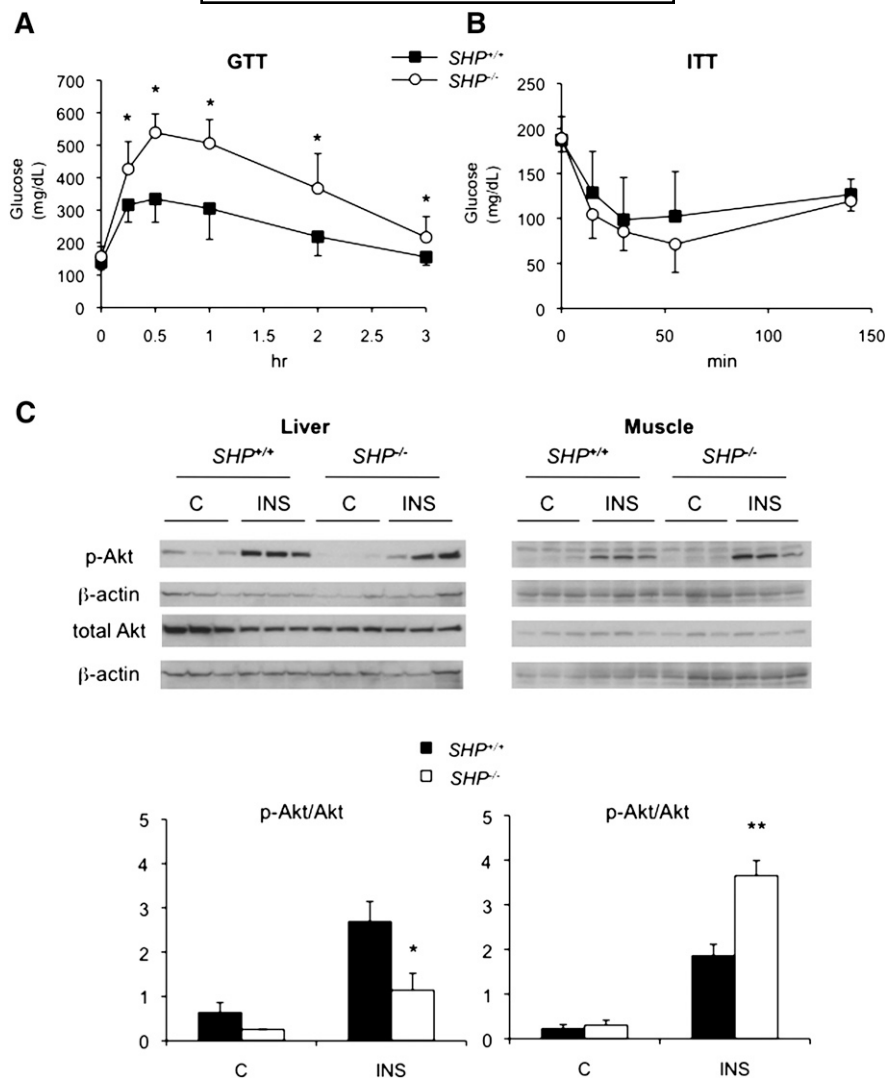 A
B
GTT
SHP+/+
SHP-/-
ITT
700
600
500
400
300
200
100
0
Glucose
(mg/dL)
* * * * *
0 0.5 1 1.5 2 2.5 3
hr
250
200
150
100
50
0
Glucose
(mg/dL)
0 50 100 150
min
C
Liver
Muscle
SHP+/+ SHP-/-
SHP+/+ SHP-/-
C INS C INS
C INS C INS
p-Akt
β-actin
total Akt
β-actin
SHP+/+
SHP-/-
p-Akt/Akt
5
4
3
2
1
0
*
C INS
p-Akt/Akt
5
4
3
2
1
0
**
C INS